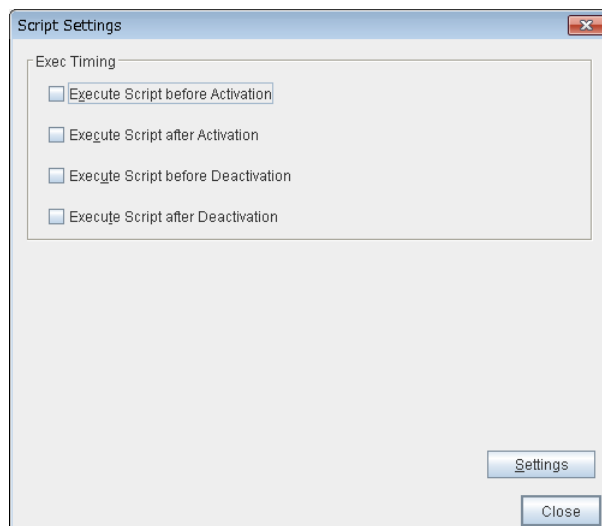 Script Settings
Exec Timing
Execute Script before Activation
Execute Script after Activation
Execute Script before Deactivation
Execute Script after Deactivation
Settings
Close